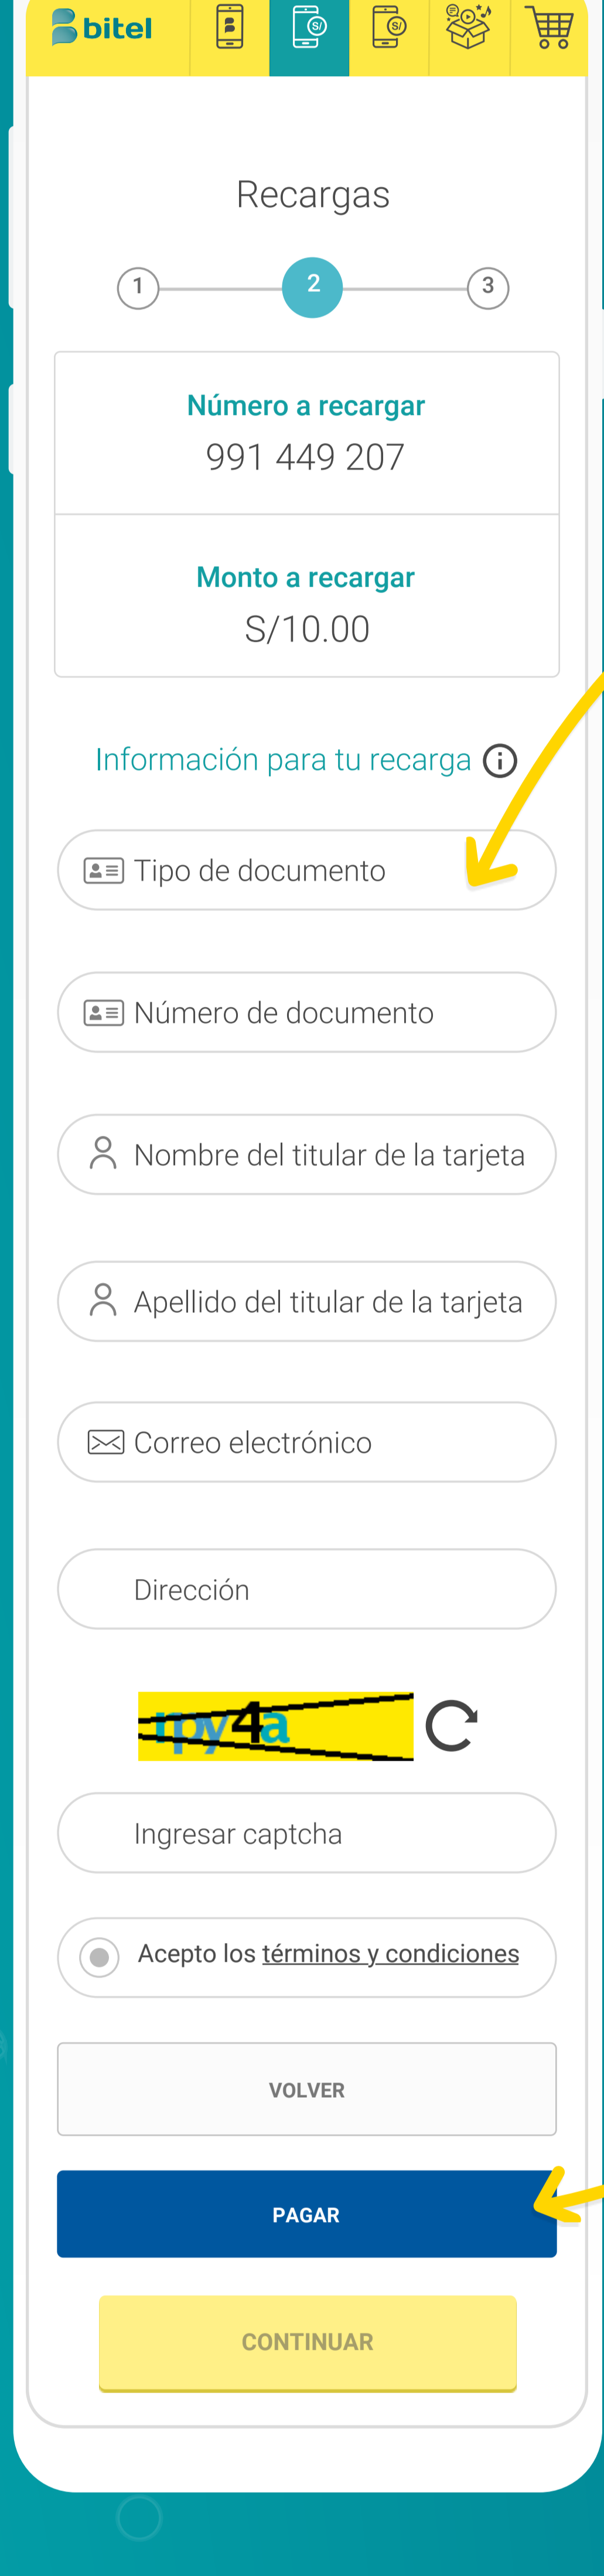 bitel
Recargas
1
2
3
Número a recargar
991 449 207
Monto a recargar
S/10.00
Información para tu recarga
Tipo de documento
Número de documento
Nombre del titular de la tarjeta
Apellido del titular de la tarjeta
Correo electrónico
Dirección
rpy4a
Ingresar captcha
Acepto los términos y condiciones
VOLVER
PAGAR
CONTINUAR